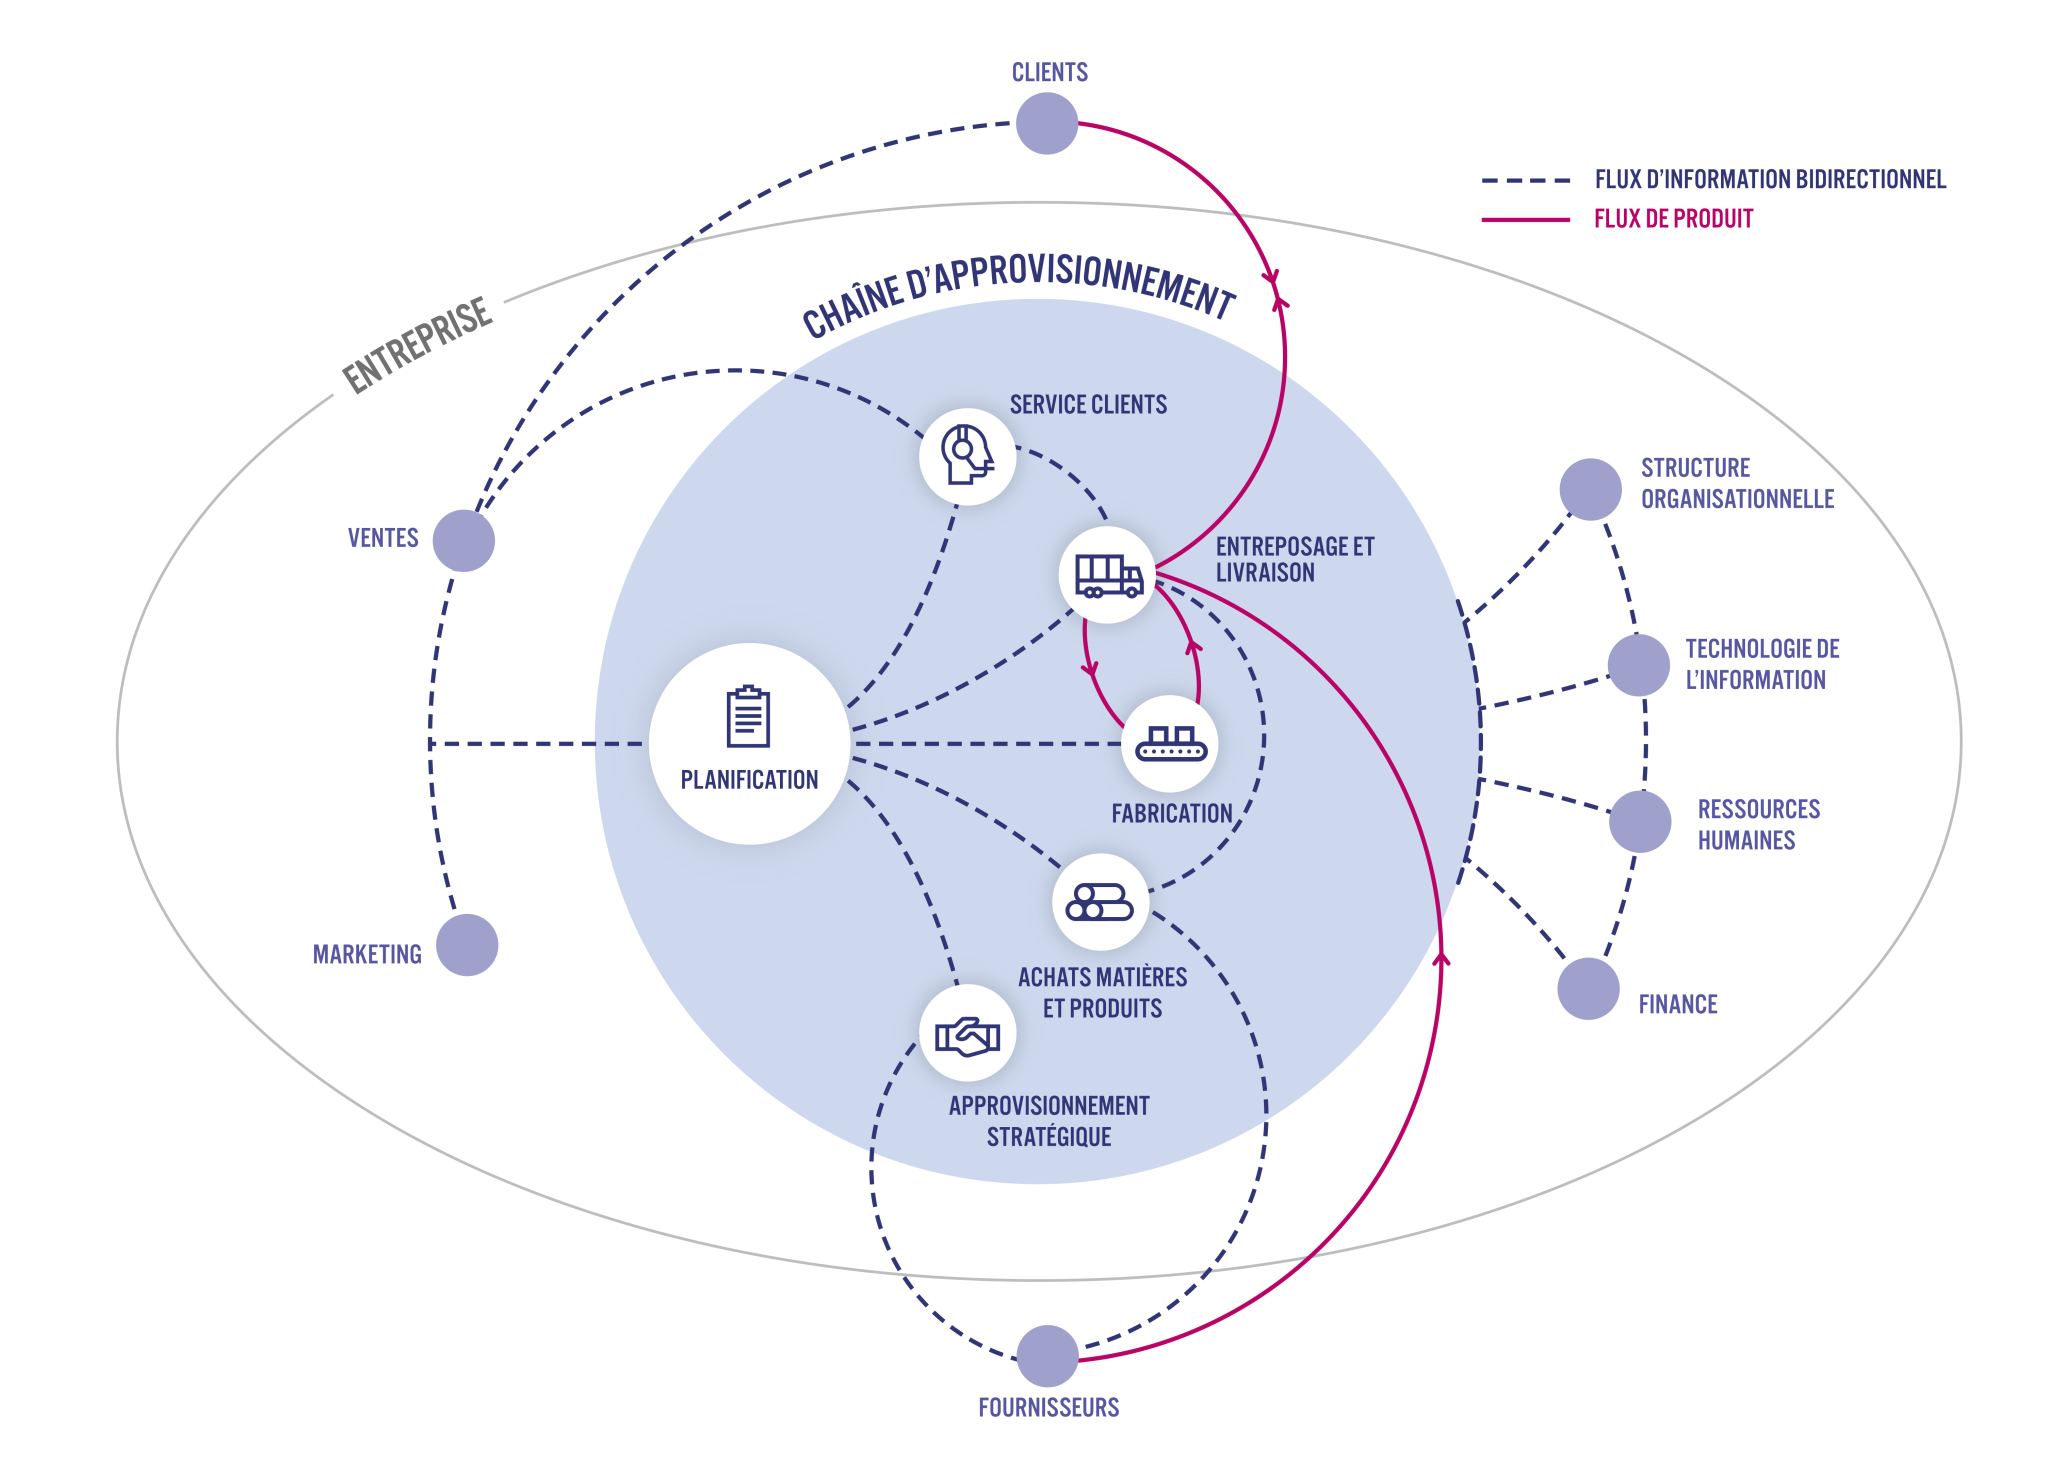 CLIENTS
FLUX D’INFORMATION BIDIRECTIONNEL
FLUX DE PRODUIT
CHAÎNE D’APPROVISIONNEMENT
ENTREPRISE
SERVICE CLIENTS
STRUCTURE
ORGANISATIONNELLE
VENTES
ENTREPOSAGE ET
LIVRAISON
TECHNOLOGIE DE
L’INFORMATION
PLANIFICATION
FABRICATION
RESSOURCES
HUMAINES
MARKETING
ACHATS MATIÈRES
ET PRODUITS
FINANCE
APPROVISIONNEMENT
STRATÉGIQUE
FOURNISSEURS